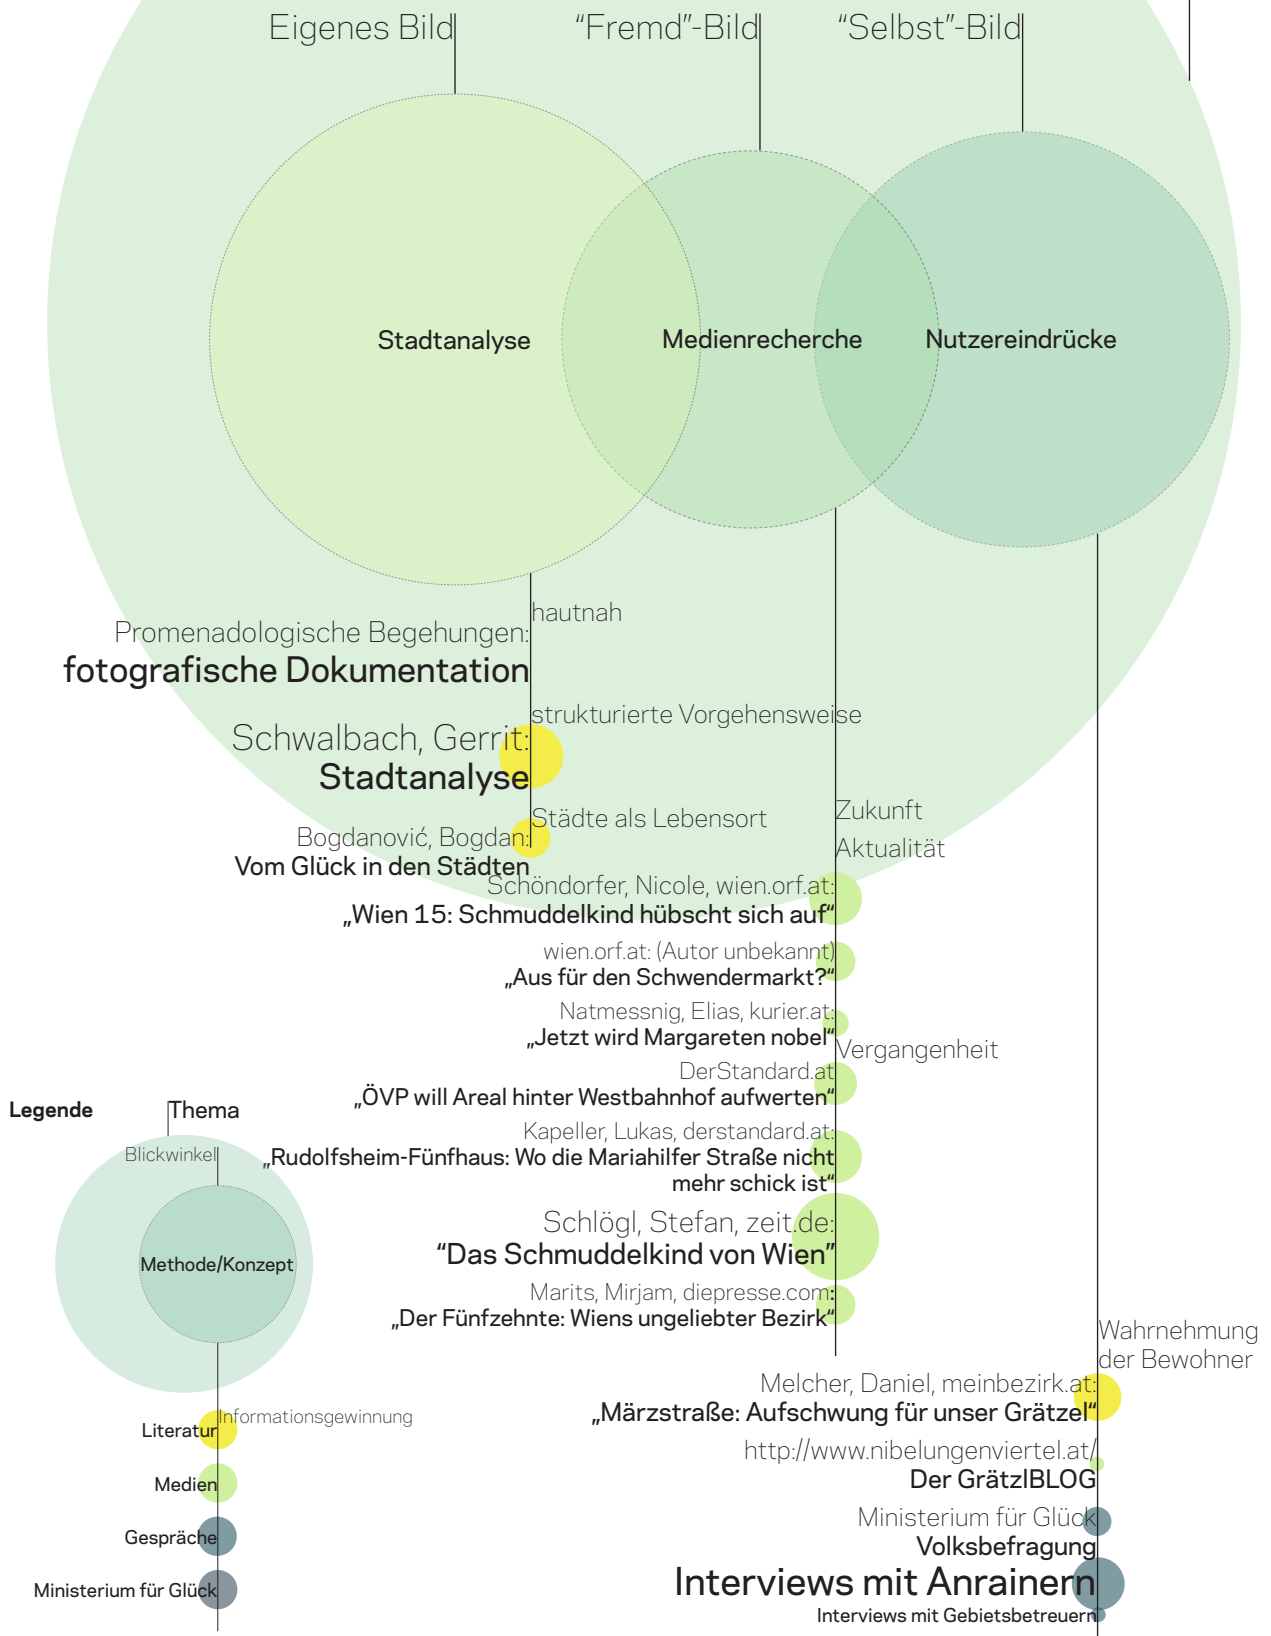 Eigenes Bild
“Fremd”-Bild
“Selbst”-Bild
Stadtanalyse
Medienrecherche
Nutzereindrücke
hautnah
Promenadologische Begehungen:
fotografische Dokumentation
strukturierte Vorgehensweise
Schwalbach, Gerrit:
Stadtanalyse
Städte als Lebensort
Bogdanović, Bogdan:
Vom Glück in den Städten
Zukunft
Aktualität
Schöndorfer, Nicole, wien.orf.at:
„Wien 15: Schmuddelkind hübscht sich auf“
wien.orf.at: (Autor unbekannt)
„Aus für den Schwendermarkt?“
Natmessnig, Elias, kurier.at:
„Jetzt wird Margareten nobel“
Vergangenheit
DerStandard.at
„ÖVP will Areal hinter Westbahnhof aufwerten“
Kapeller, Lukas, derstandard.at:
„Rudolfsheim-Fünfhaus: Wo die Mariahilfer Straße nicht
mehr schick ist“
Schlögl, Stefan, zeit.de:
“Das Schmuddelkind von Wien”
Marits, Mirjam, diepresse.com:
„Der Fünfzehnte: Wiens ungeliebter Bezirk“
Wahrnehmung
der Bewohner
Melcher, Daniel, meinbezirk.at:
„Märzstraße: Aufschwung für unser Grätzel“
http://www.nibelungenviertel.at/
Der GrätzlBLOG
Ministerium für Glück
Volksbefragung
Interviews mit Anrainern
Interviews mit Gebietsbetreuern
Legende
Thema
Blickwinkel
Methode/Konzept
Informationsgewinnung
Literatur
Medien
Gespräche
Ministerium für Glück